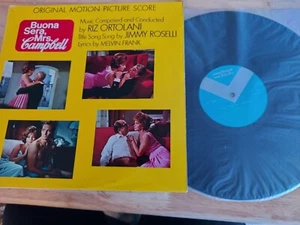 ORIGINAL MOTION PICTURE SCORE
Buona
Sera,
Mrs.
Campbell
Music Composed and Conducted
by RIZ ORTOLANI
Title Song Sung by JIMMY ROSELLI
Lyrics by MELVIN FRANK